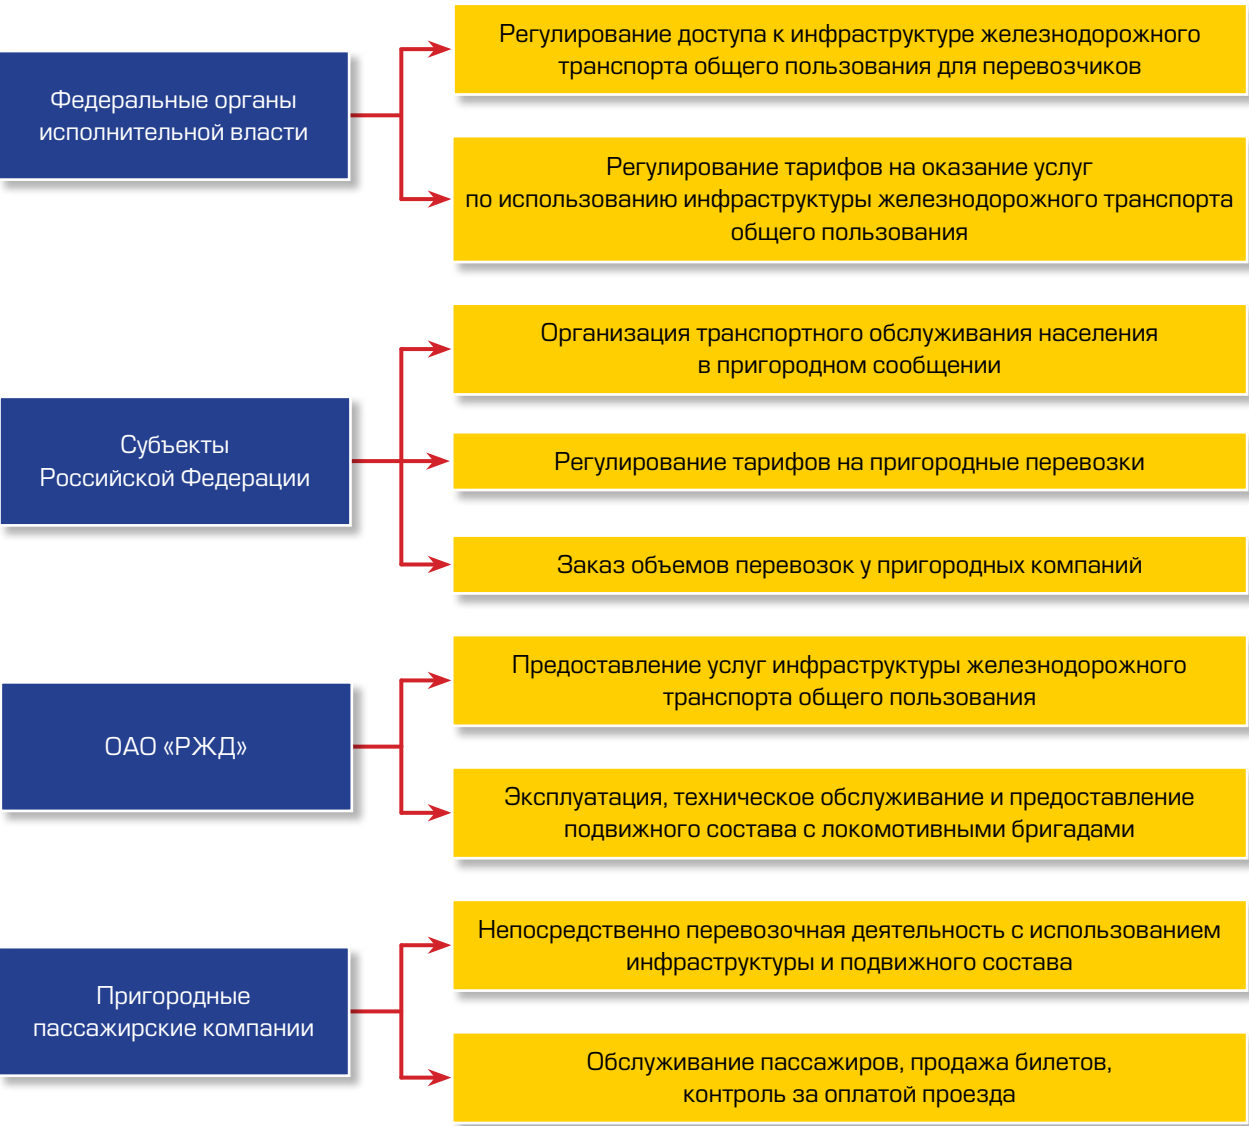 Федеральные органы
исполнительной власти
Регулирование доступа к инфраструктуре железнодорожного
транспорта общего пользования для перевозчиков
Регулирование тарифов на оказание услуг
по использованию инфраструктуры железнодорожного транспорта
общего пользования
Субъекты
Российской Федерации
Организация транспортного обслуживания населения
в пригородном сообщении
Регулирование тарифов на пригородные перевозки
Заказ объемов перевозок у пригородных компаний
ОАО «РЖД»
Предоставление услуг инфраструктуры железнодорожного
транспорта общего пользования
Эксплуатация, техническое обслуживание и предоставление
подвижного состава с локомотивными бригадами
Пригородные
пассажирские компании
Непосредственно перевозочная деятельность с использованием
инфраструктуры и подвижного состава
Обслуживание пассажиров, продажа билетов,
контроль за оплатой проезда